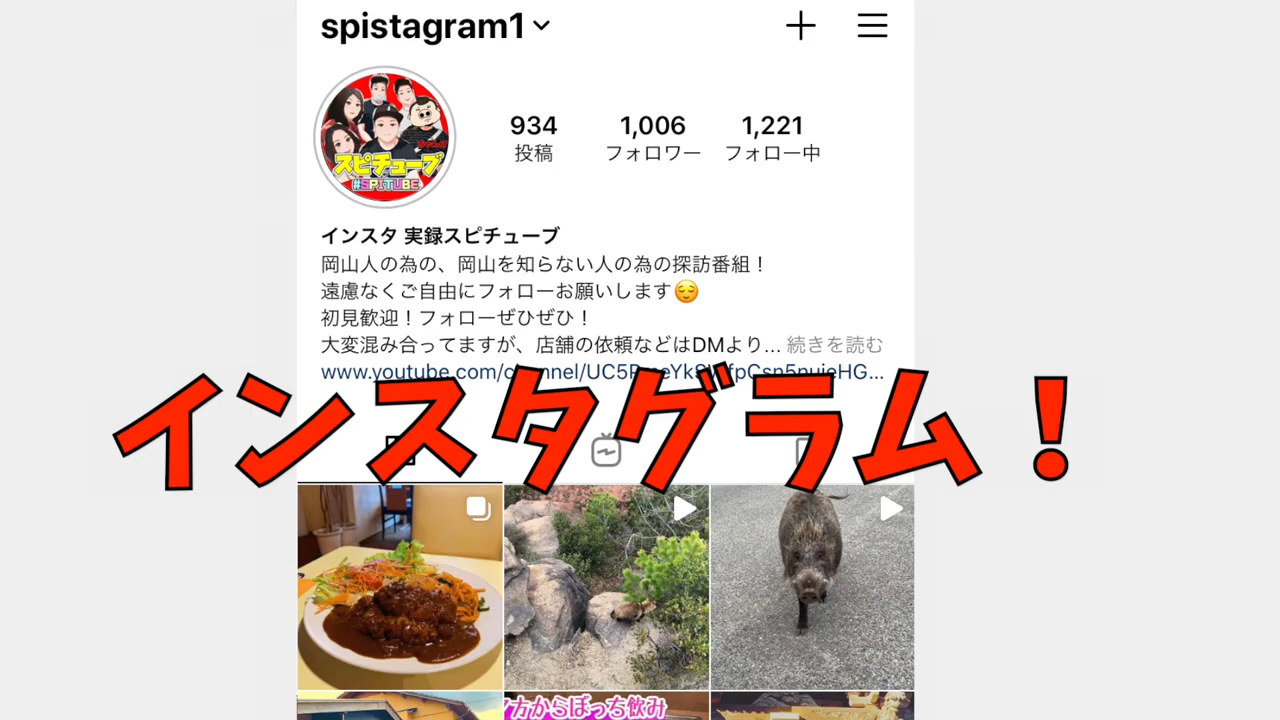 spistagram1
スピチューブ
#SPITUBE
934
投稿
1,006
フォロワー
1,221
フォロー中
インスタ 実録スピチューブ
岡山人の為の、岡山を知らない人の為の探訪番組！
遠慮なくご自由にフォローお願いします😌
初見歓迎！フォローぜひぜひ！
大変混み合ってますが、店舗の依頼などはDMより... 続きを読む
インスタグラム！
方からぼっち飲み